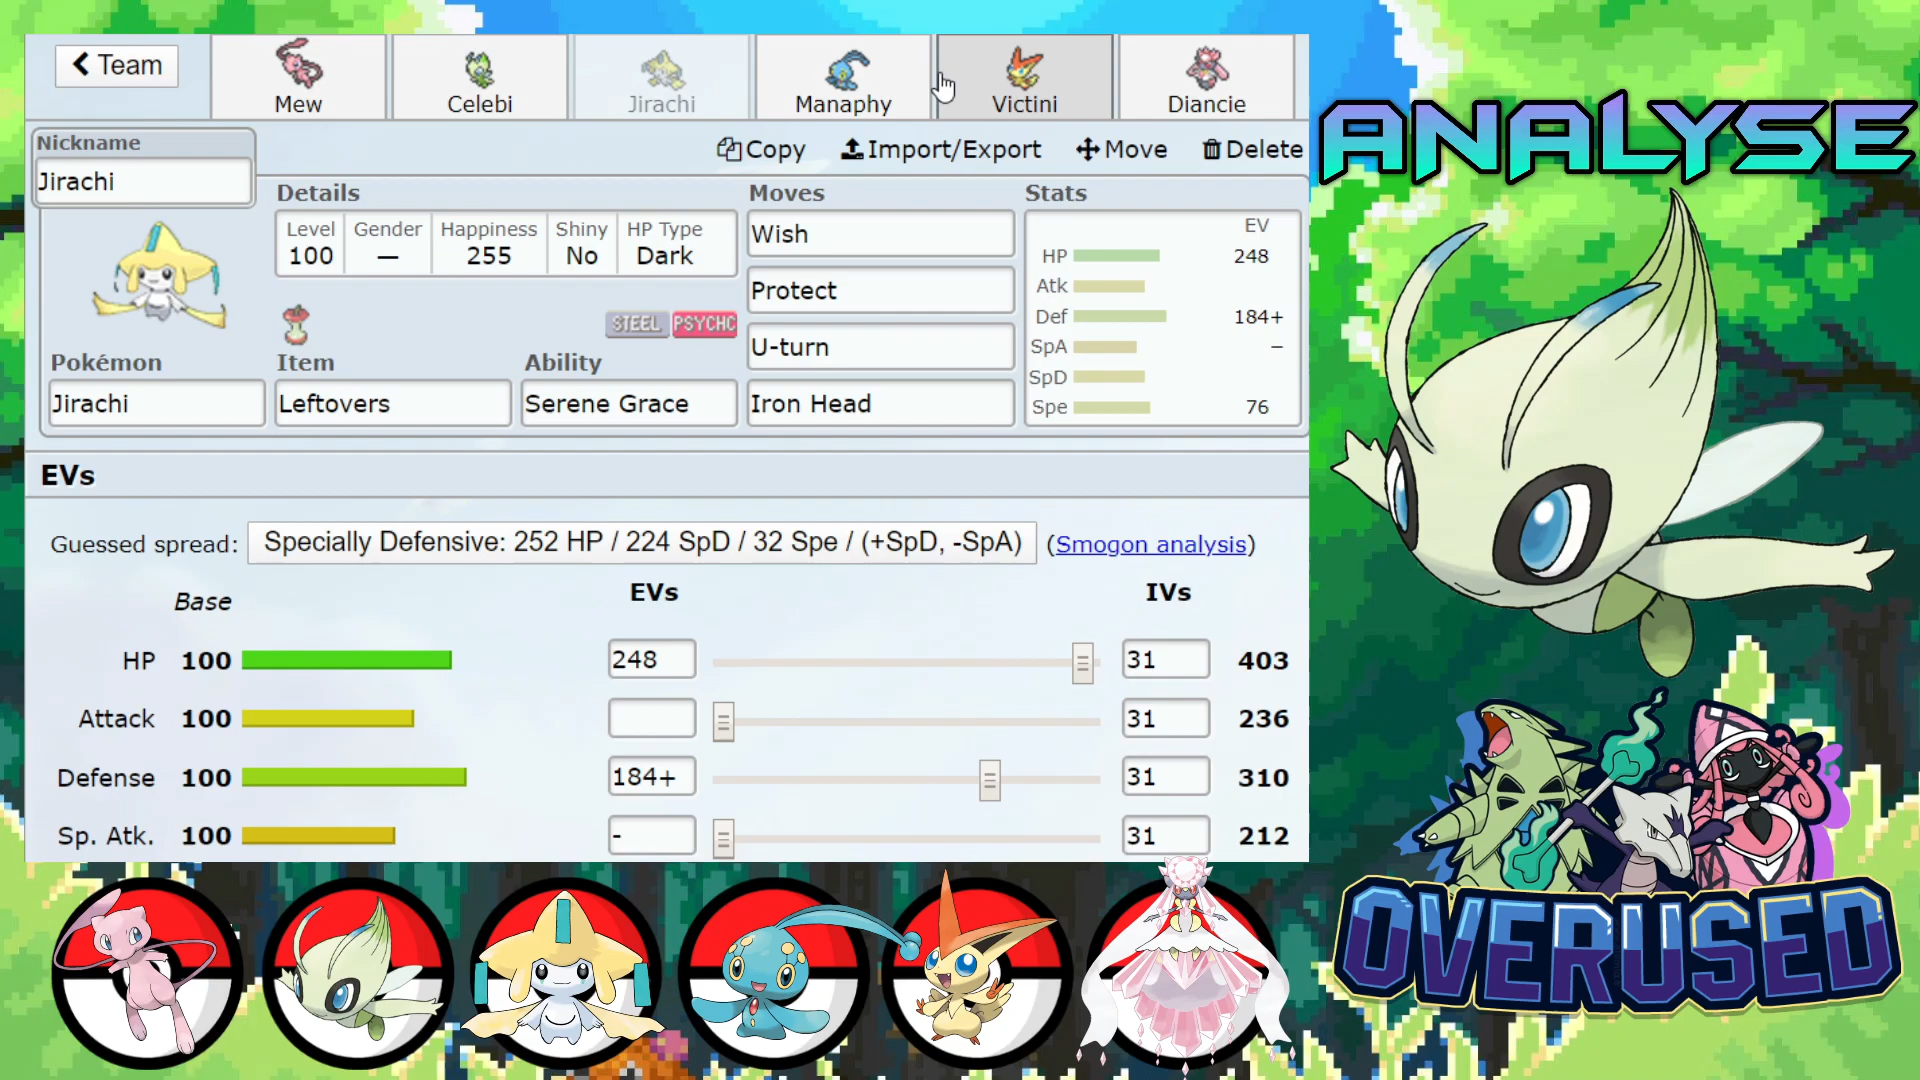 Team
Mew
Celebi
Jirachi
Manaphy
Victini
Diancie
ANALYSE
Nickname
Jirachi
Copy
Import/Export
Move
Delete
Details
Moves
Stats
Level
Gender
Happiness
Shiny
HP Type
100
—
255
No
Dark
Wish
Protect
U-turn
Iron Head
EV
HP 248
Atk
Def 184+
SpA –
SpD
Spe 76
STEEL
PSYCHC
Pokémon
Item
Ability
Jirachi
Leftovers
Serene Grace
EVs
Guessed spread: Specially Defensive: 252 HP / 224 SpD / 32 Spe / (+SpD, -SpA) (Smogon analysis)
Base EVs IVs
HP 100 248 31 403
Attack 100 31 236
Defense 100 184+ 31 310
Sp. Atk. 100 - 31 212
OVERUSED